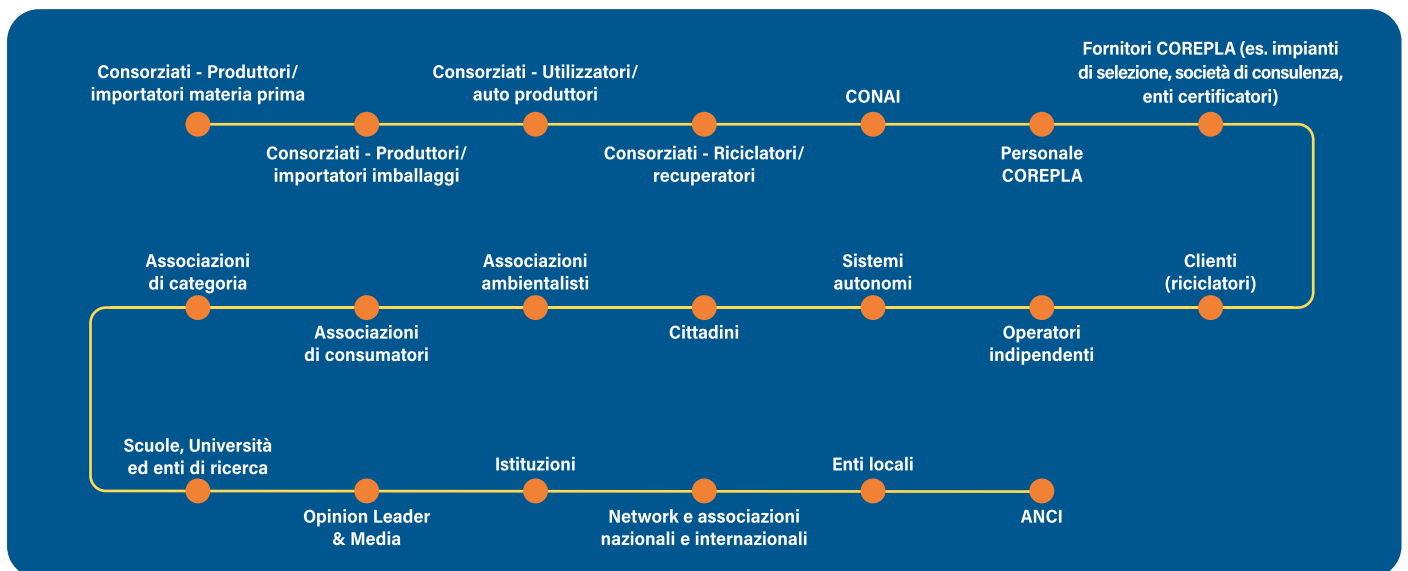 Consorziati - Produttori/
importatori materia prima
Consorziati - Produttori/
importatori imballaggi
Consorziati - Utilizzatori/
auto produttori
Consorziati - Riciclatori/
recuperatori
CONAI
Personale
COREPLA
Fornitori COREPLA (es. impianti
di selezione, società di consulenza,
enti certificatori)
Associazioni
di categoria
Associazioni
di consumatori
Associazioni
ambientalisti
Cittadini
Sistemi
autonomi
Operatori
indipendenti
Clienti
(riciclatori)
Scuole, Università
ed enti di ricerca
Opinion Leader
& Media
Istituzioni
Network e associazioni
nazionali e internazionali
Enti locali
ANCI